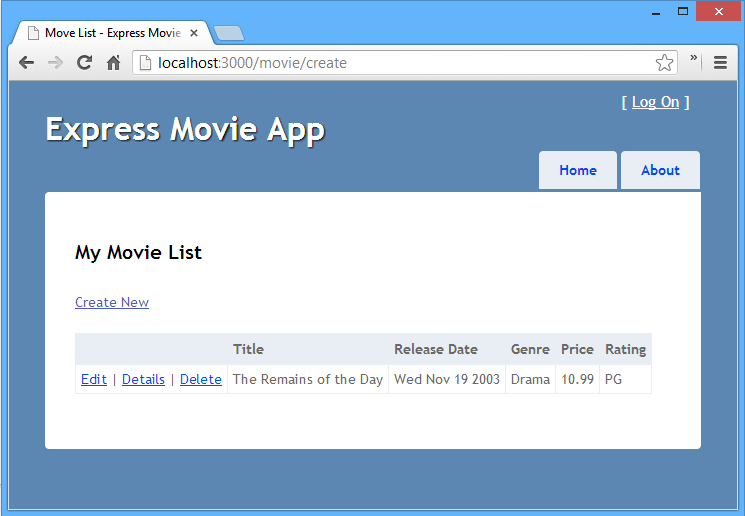 Move List - Express Movie
localhost:3000/movie/create
[ Log On ]
Express Movie App
Home About
My Movie List
Create New
Title Release Date Genre Price Rating
Edit | Details | Delete The Remains of the Day Wed Nov 19 2003 Drama 10.99 PG